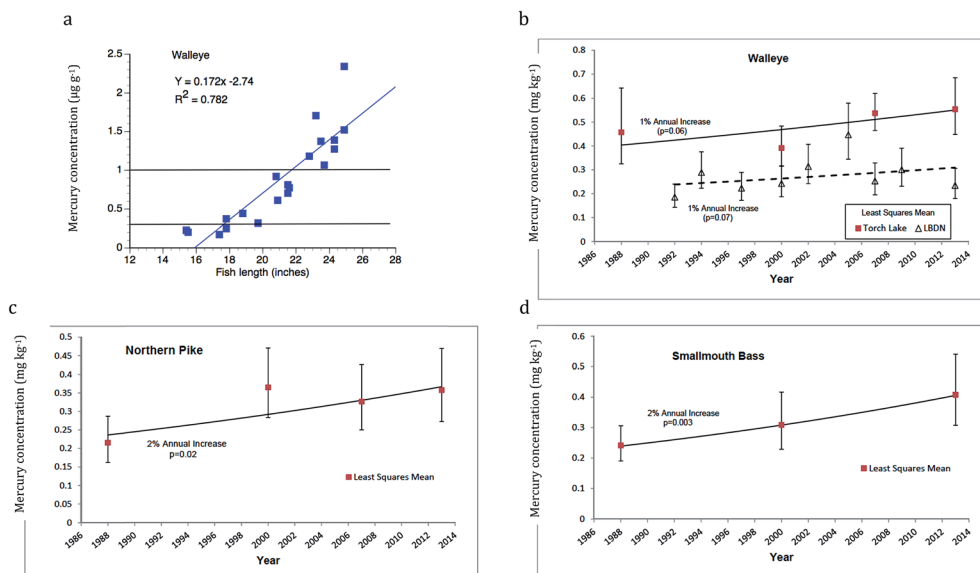 a
Walleye
Y = 0.172x -2.74
R² = 0.782
Mercury concentration (µg g⁻¹)
2.5
2
1.5
1
0.5
0
12 14 16 18 20 22 24 26 28
Fish length (inches)
b
Walleye
Mercury concentration (mg kg⁻¹)
0.8
0.7
0.6
0.5
0.4
0.3
0.2
0.1
0
1% Annual Increase
(p=0.06)
1% Annual Increase
(p=0.07)
Least Squares Mean
Torch Lake LBDN
1986 1988 1990 1992 1994 1996 1998 2000 2002 2004 2006 2008 2010 2012 2014
Year
c
Northern Pike
Mercury concentration (mg kg⁻¹)
0.5
0.45
0.4
0.35
0.3
0.25
0.2
0.15
0.1
0.05
0
2% Annual Increase
p=0.02
Least Squares Mean
1986 1988 1990 1992 1994 1996 1998 2000 2002 2004 2006 2008 2010 2012 2014
Year
d
Smallmouth Bass
Mercury concentration (mg kg⁻¹)
0.6
0.5
0.4
0.3
0.2
0.1
0
2% Annual Increase
p=0.003
Least Squares Mean
1986 1988 1990 1992 1994 1996 1998 2000 2002 2004 2006 2008 2010 2012 2014
Year